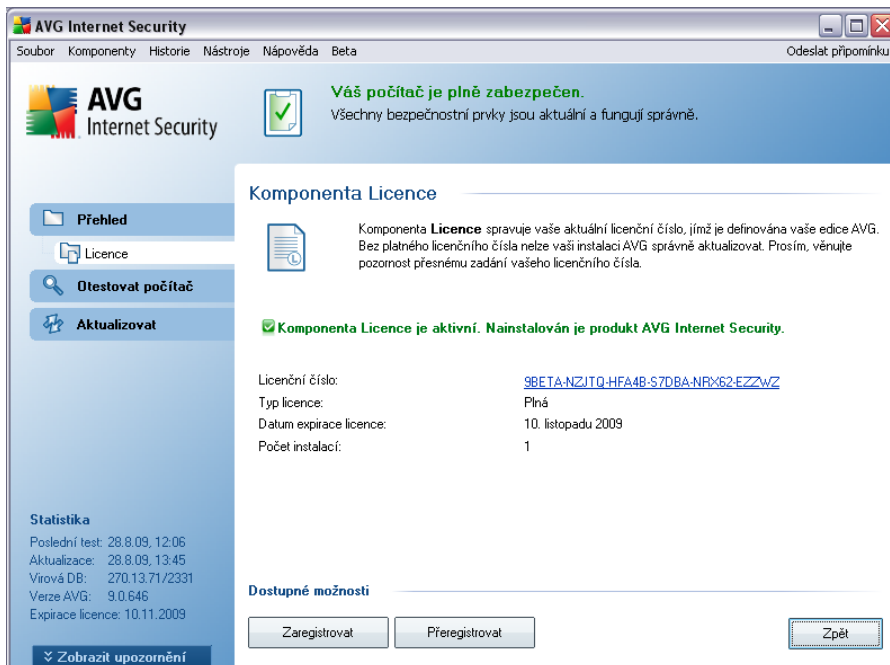 AVG Internet Security
Soubor Komponenty Historie Nástroje Nápověda Beta Odeslat připomínku
AVG
Internet Security
Váš počítač je plně zabezpečen.
Všechny bezpečnostní prvky jsou aktuální a fungují správně.
Přehled
Licence
Otestovat počítač
Aktualizovat
Komponenta Licence
Komponenta Licence spravuje vaše aktuální licenční číslo, jímž je definována vaše edice AVG.
Bez platného licenčního čísla nelze vaši instalaci AVG správně aktualizovat. Prosím, věnujte
pozornost přesnému zadání vašeho licenčního čísla.
Komponenta Licence je aktivní. Nainstalován je produkt AVG Internet Security.
Licenční číslo: 9BETA-NZJTQ-HFA4B-S7DBA-NRX62-EZZWZ
Typ licence: Plná
Datum expirace licence: 10. listopadu 2009
Počet instalací: 1
Statistika
Poslední test: 28.8.09, 12:06
Aktualizace: 28.8.09, 13:45
Virová DB: 270.13.71/2331
Verze AVG: 9.0.646
Expirace licence: 10.11.2009
Zobrazit upozornění
Dostupné možnosti
Zaregistrovat Přeregistrovat Zpět